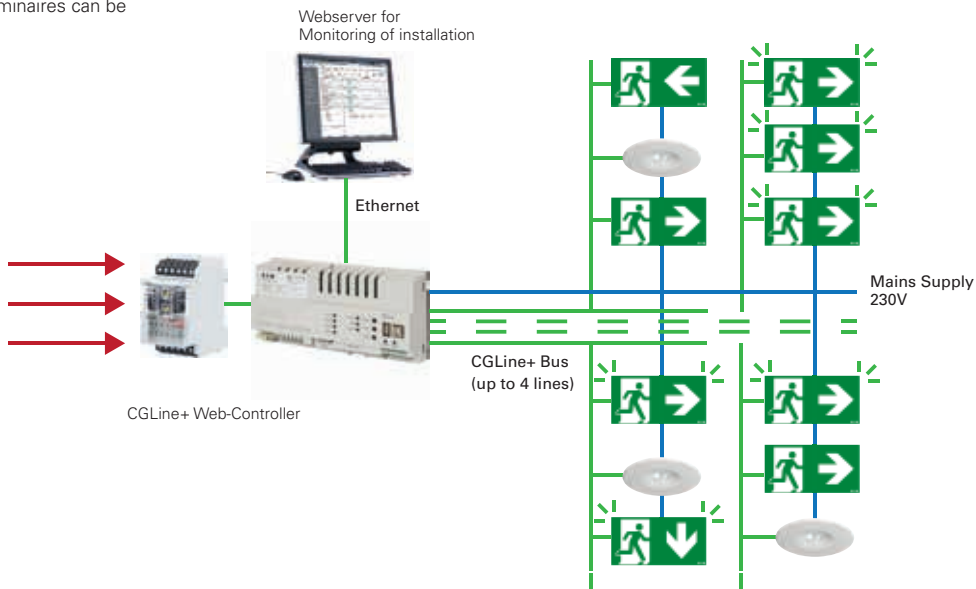 minaires can be
Webserver for
Monitoring of installation
Ethernet
Mains Supply
230V
CGLine+ Bus
(up to 4 lines)
CGLine+ Web-Controller